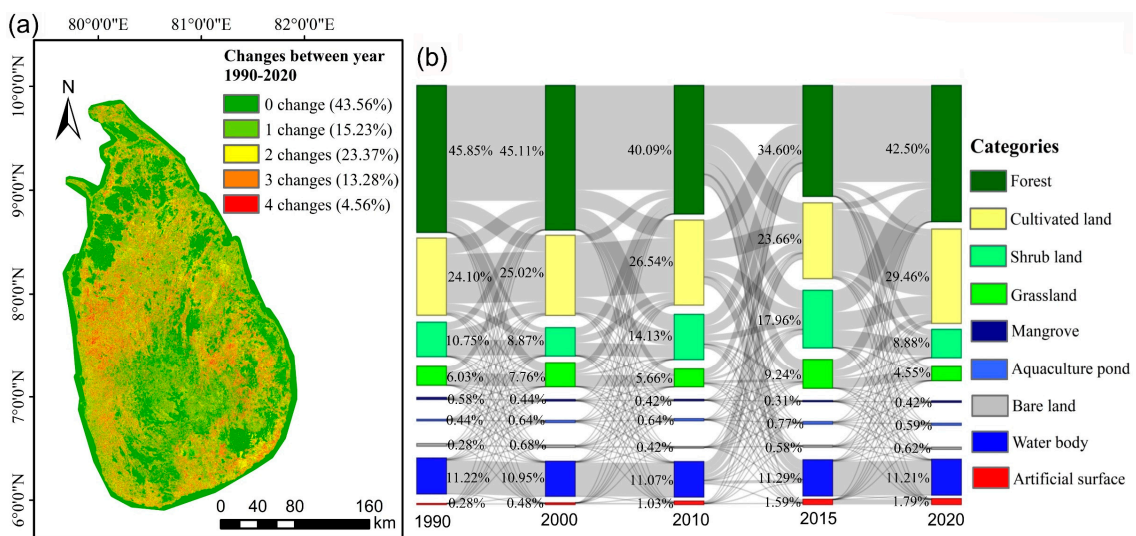 (a)
80°0'0"E 81°0'0"E 82°0'0"E
Changes between year
1990-2020
0 change (43.56%)
1 change (15.23%)
2 changes (23.37%)
3 changes (13.28%)
4 changes (4.56%)
N
10°0'0"N
9°0'0"N
8°0'0"N
7°0'0"N
6°0'0"N
0 20 40 80 120 160
km
(b)
45.85% 45.11% 40.09% 34.60% 42.50%
24.10% 25.02% 26.54% 23.66% 29.46%
10.75% 8.87% 14.13% 17.96% 8.88%
6.03% 7.76% 5.66% 9.24% 4.55%
0.58% 0.44% 0.42% 0.31% 0.42%
0.44% 0.64% 0.64% 0.77% 0.59%
0.28% 0.68% 0.42% 0.58% 0.62%
11.22% 10.95% 11.07% 11.29% 11.21%
0.28% 0.48% 1.03% 1.59% 1.79%
1990 2000 2010 2015 2020
Categories
Forest
Cultivated land
Shrub land
Grassland
Mangrove
Aquaculture pond
Bare land
Water body
Artificial surface